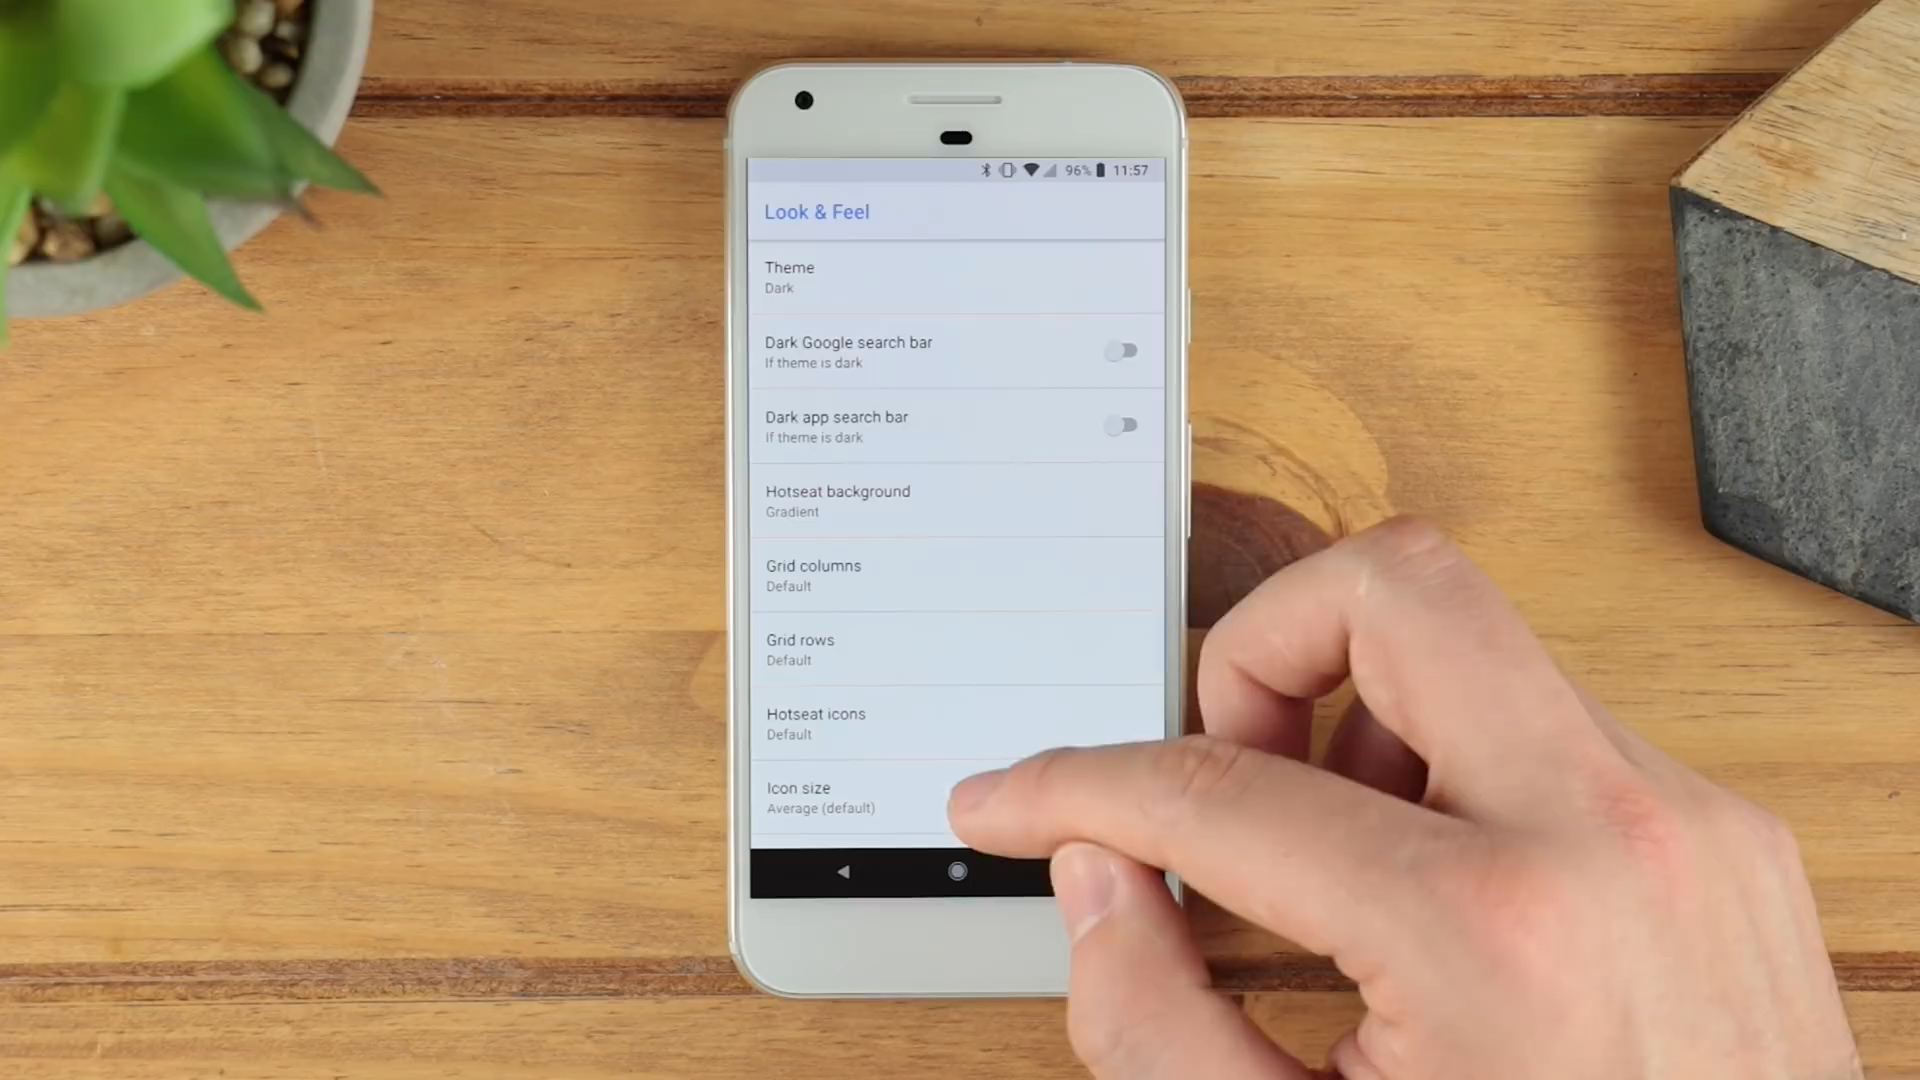 96% 11:57
Look & Feel
Theme
Dark
Dark Google search bar
If theme is dark
Dark app search bar
If theme is dark
Hotseat background
Gradient
Grid columns
Default
Grid rows
Default
Hotseat icons
Default
Icon size
Average (default)